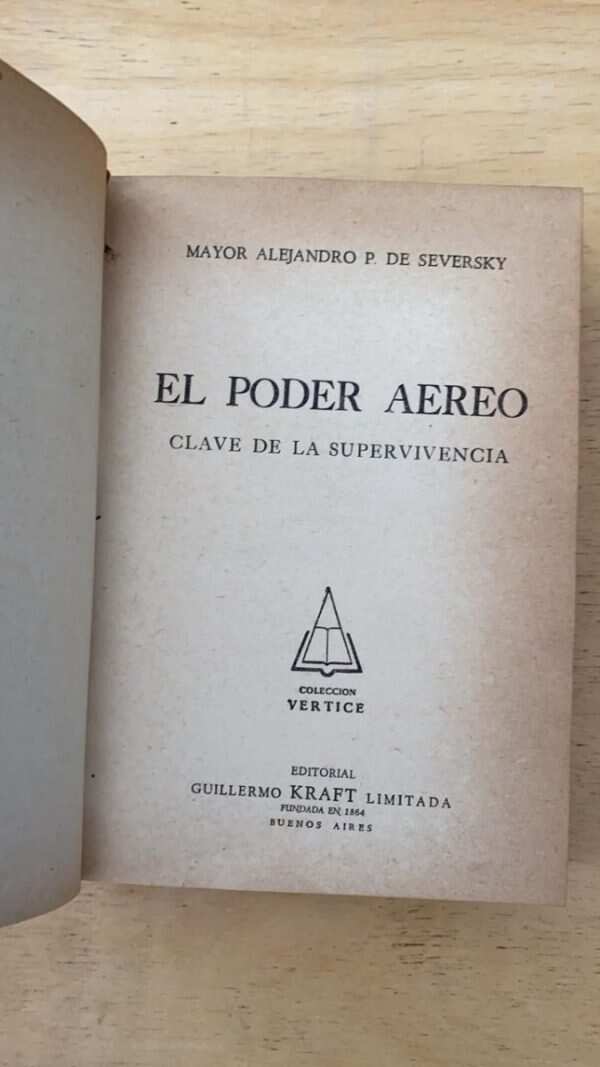 MAYOR ALEJANDRO P. DE SEVERSKY
EL PODER AEREO
CLAVE DE LA SUPERVIVENCIA
COLECCION
VERTICE
EDITORIAL
GUILLERMO KRAFT LIMITADA
FUNDADA EN 1864
BUENOS AIRES